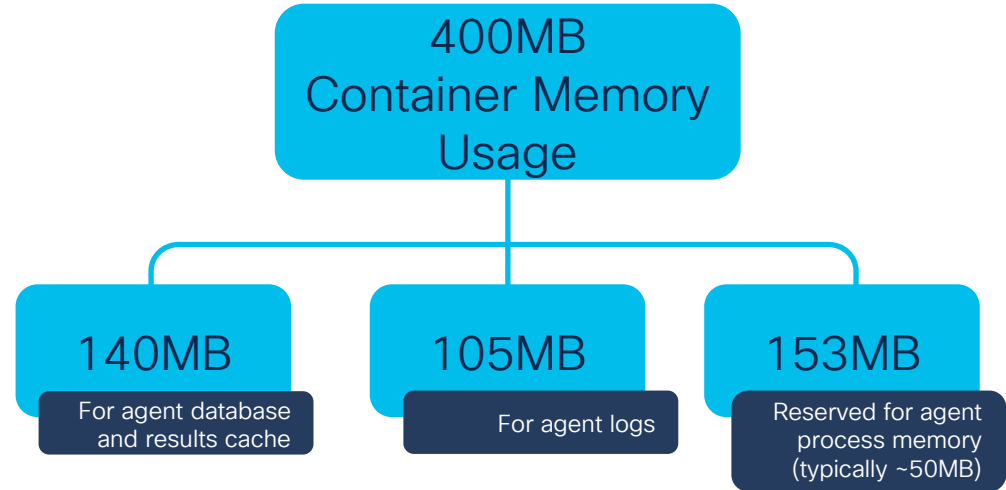 400MB
Container Memory
Usage
140MB
For agent database
and results cache
105MB
For agent logs
153MB
Reserved for agent
process memory
(typically ~50MB)